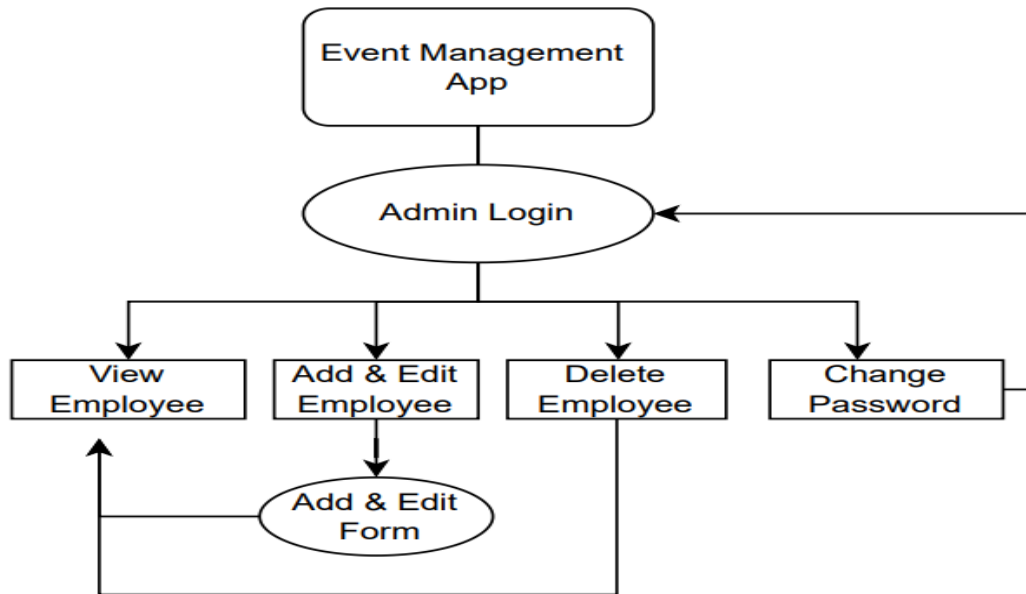 Event Management
App
Admin Login
View
Employee
Add & Edit
Employee
Delete
Employee
Change
Password
Add & Edit
Form